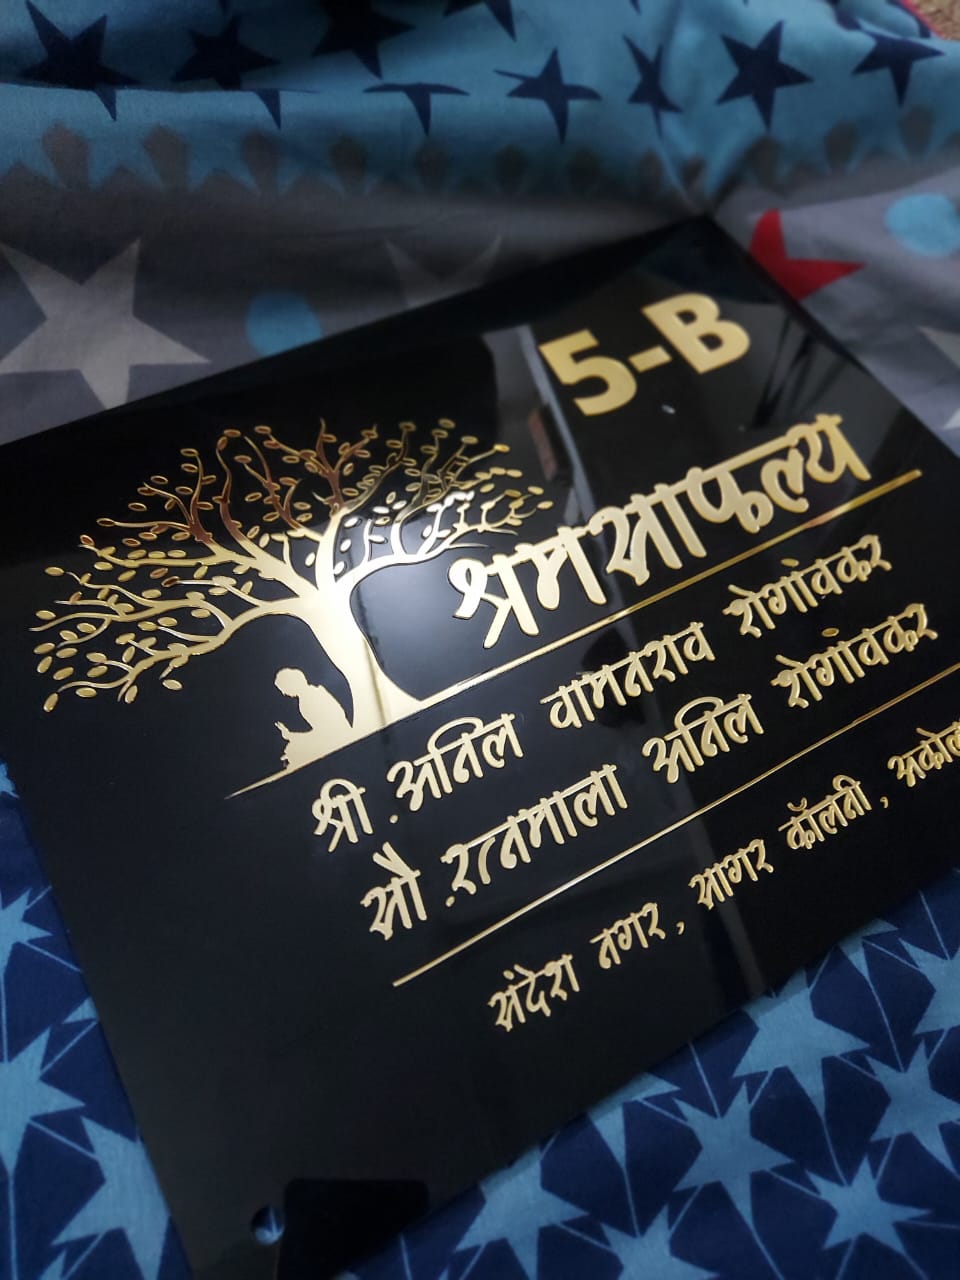 5-B
श्रमसाफल्य
श्री. अनिल वामनराव शेगांवकर
सौ. रत्नमाला अनिल शेगांवकर
संदेश नगर, सागर कॉलनी,